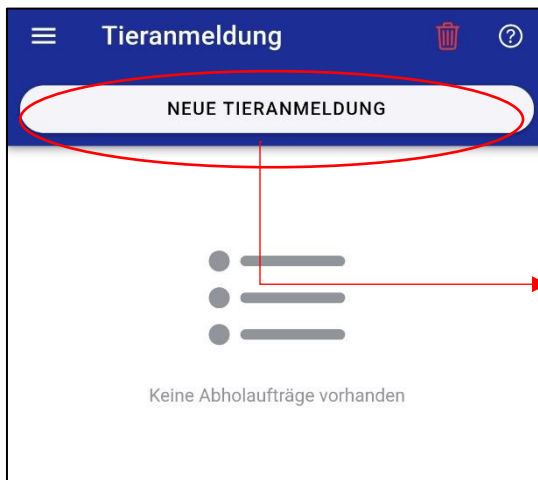 Tieranmeldung
NEUE TIERANMELDUNG
Keine Abholaufträge vorhanden